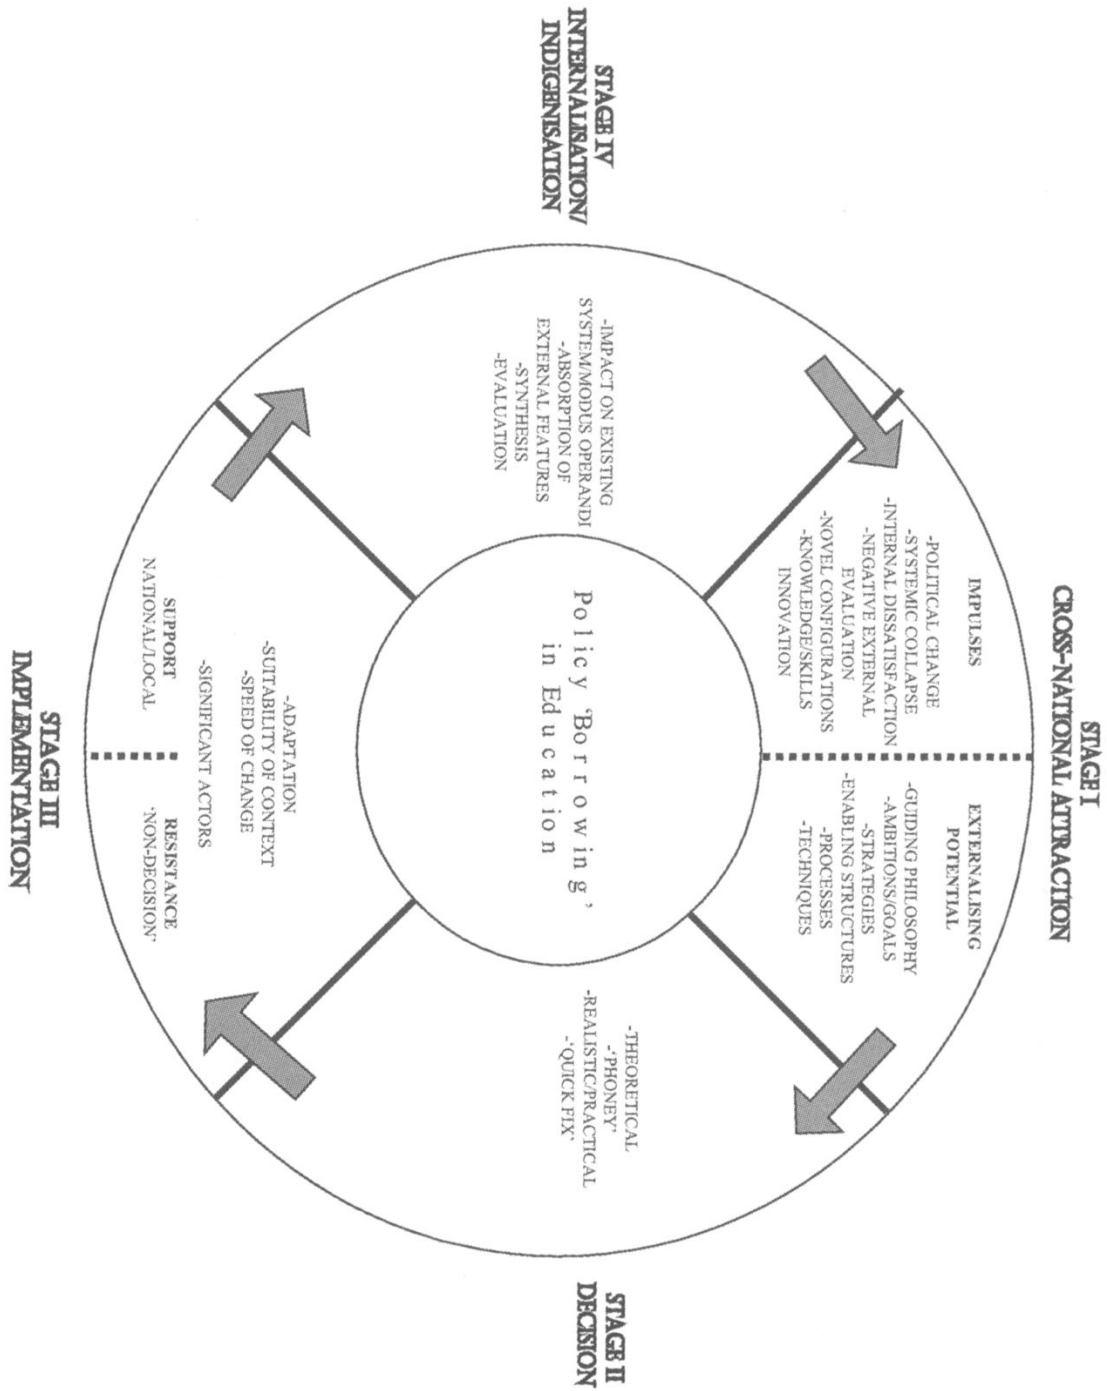 STAGE I
CROSS-NATIONAL ATTRACTION
IMPULSES
-POLITICAL CHANGE
-SYSTEMIC COLLAPSE
-INTERNAL DISSATISFACTION
-NEGATIVE EXTERNAL
EVALUATION
-NOVEL CONFIGURATIONS
-KNOWLEDGE/SKILLS
INNOVATION
EXTERNALISING
POTENTIAL
-GUIDING PHILOSOPHY
-AMBITIONS/GOALS
-STRATEGIES
-ENABLING STRUCTURES
-PROCESSES
-TECHNIQUES
STAGE II
DECISION
-THEORETICAL
-'PHONEY'
-REALISTIC/PRACTICAL
-'QUICK FIX'
STAGE III
IMPLEMENTATION
-ADAPTATION
-SUITABILITY OF CONTEXT
-SPEED OF CHANGE
-SIGNIFICANT ACTORS
SUPPORT
NATIONAL/LOCAL
RESISTANCE
'NON-DECISION'
STAGE IV
INTERNALISATION/
INDIGENISATION
-IMPACT ON EXISTING
SYSTEM/MODUS OPERANDI
-ABSORPTION OF
EXTERNAL FEATURES
-SYNTHESIS
-EVALUATION
Policy 'Borrowing'
in Education